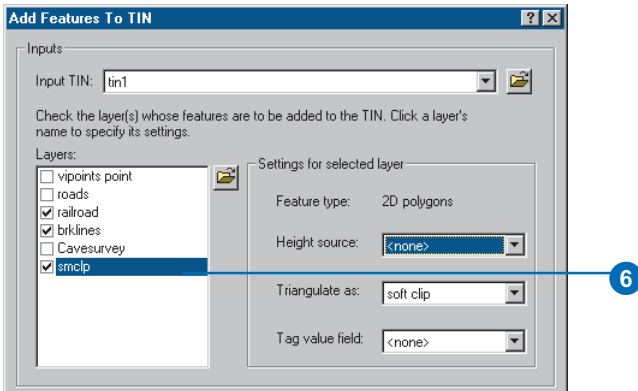 Add Features To TIN
Inputs
Input TIN: tin1
Check the layer(s) whose features are to be added to the TIN. Click a layer's
name to specify its settings.
Layers:
vipoints point
roads
railroad
brklines
Cavesurvey
smclp
Settings for selected layer
Feature type: 2D polygons
Height source: <none>
Triangulate as: soft clip
Tag value field: <none>
6